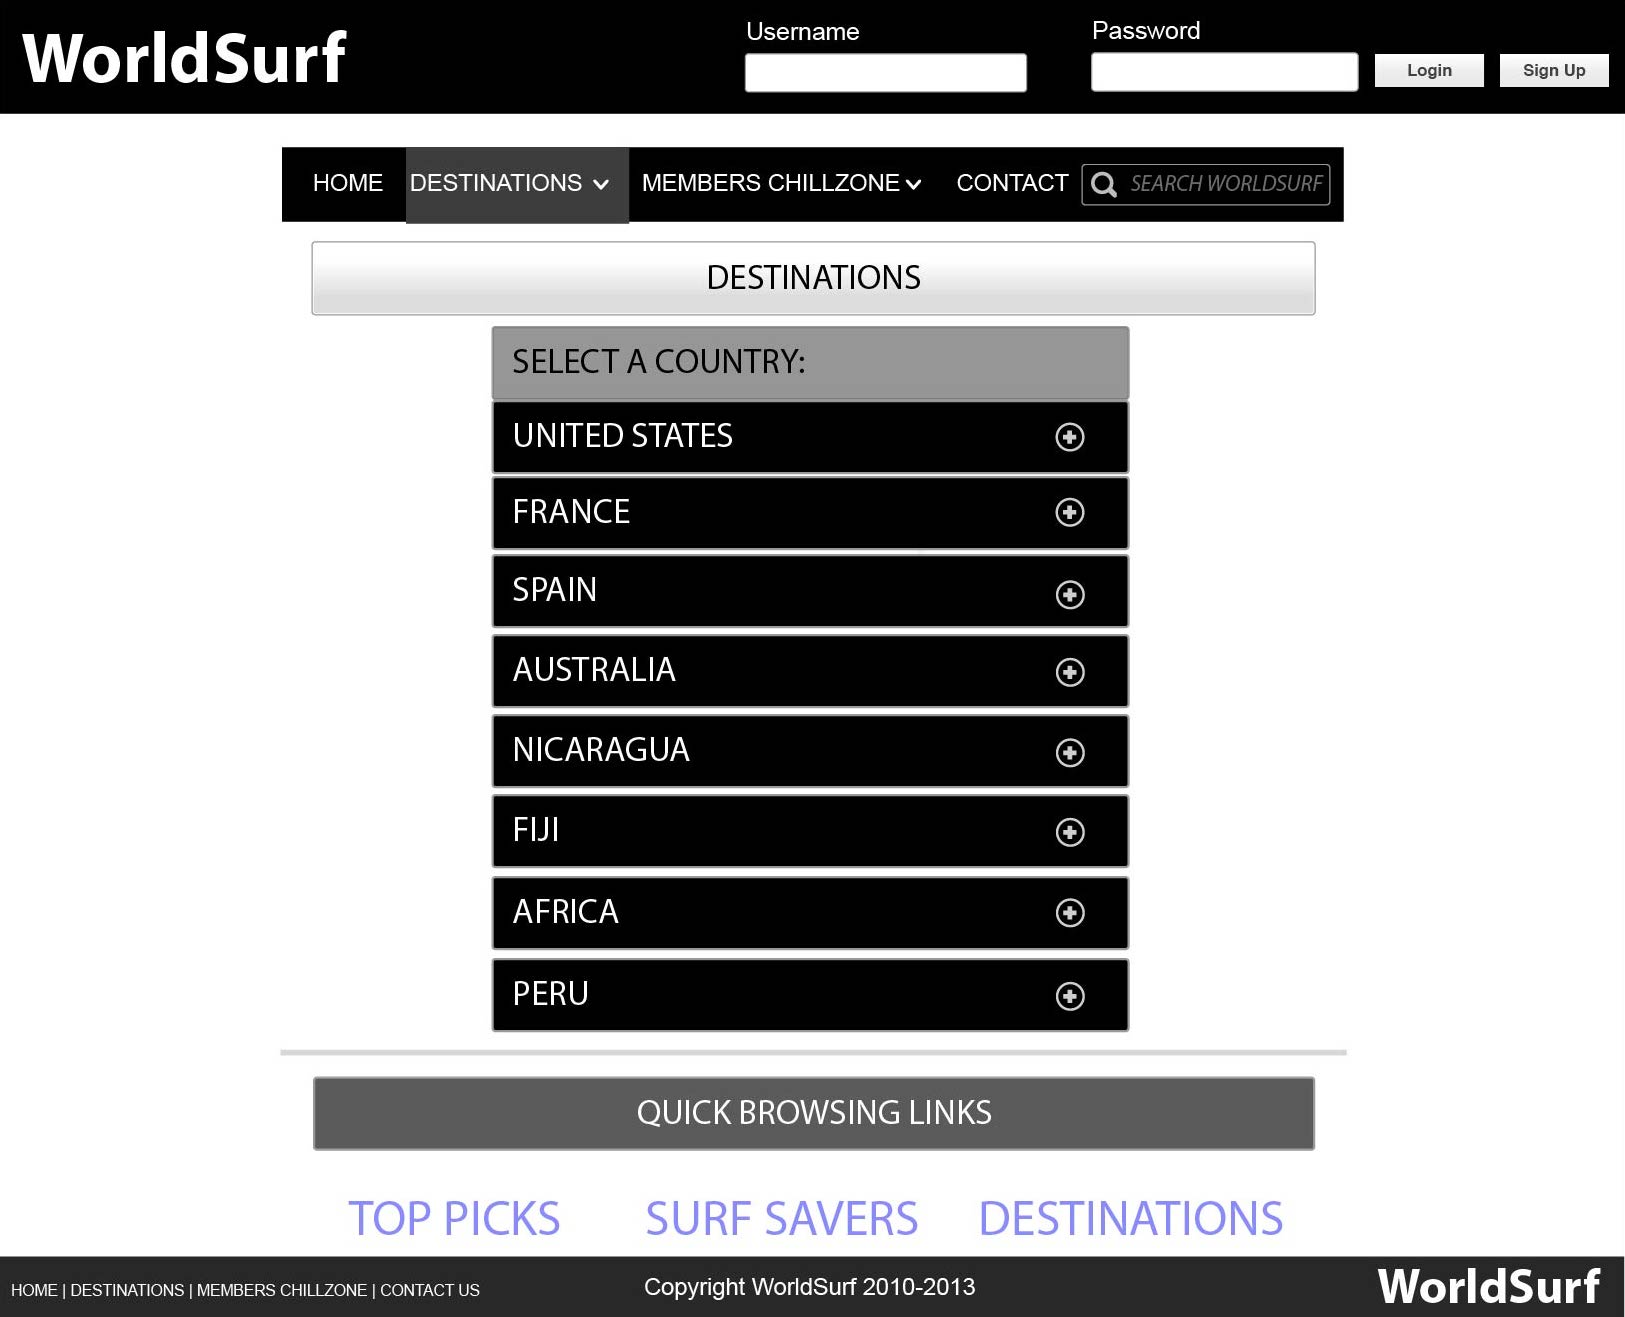 WorldSurf
Username
Password
Login
Sign Up
HOME
DESTINATIONS
MEMBERS CHILLZONE
CONTACT
SEARCH WORLDSURF
DESTINATIONS
SELECT A COUNTRY:
UNITED STATES
FRANCE
SPAIN
AUSTRALIA
NICARAGUA
FIJI
AFRICA
PERU
QUICK BROWSING LINKS
TOP PICKS
SURF SAVERS
DESTINATIONS
HOME | DESTINATIONS | MEMBERS CHILLZONE | CONTACT US
Copyright WorldSurf 2010-2013
WorldSurf